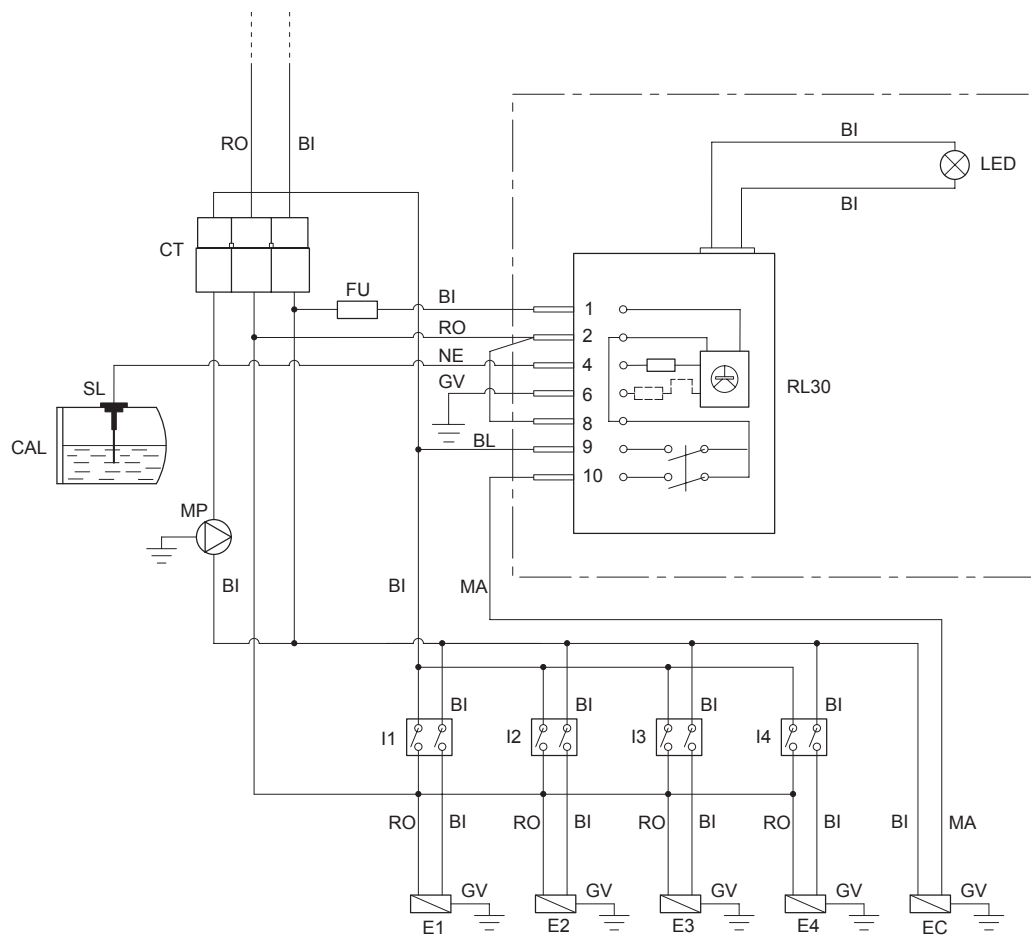 RO
BI
BI
LED
BI
CT
FU
BI
1
RO
2
NE
4
SL
GV
6
RL30
8
CAL
BL
9
10
MP
BI
BI
MA
BI
BI
BI
BI
I1
I2
I3
I4
RO
BI
RO
BI
RO
BI
RO
BI
BI
MA
GV
GV
GV
GV
GV
E1
E2
E3
E4
EC